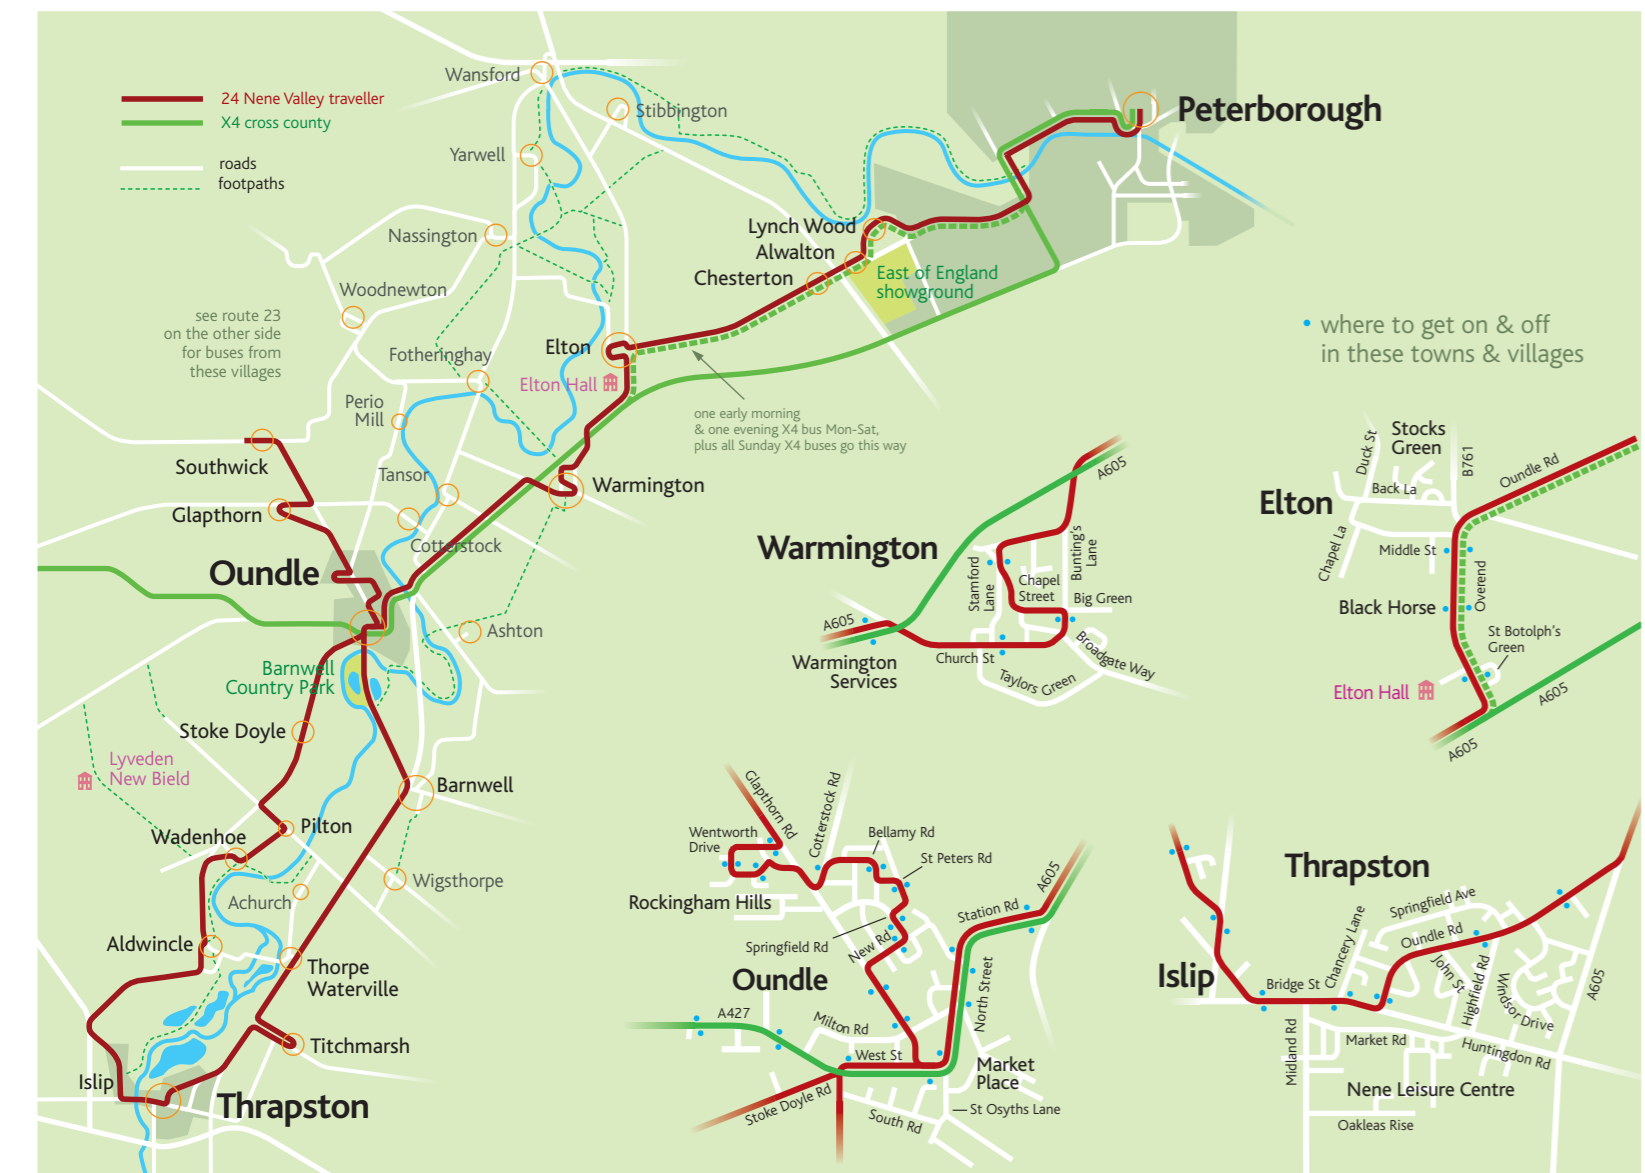 24 Nene Valley traveller
X4 cross county
roads
footpaths
Wansford
Stibbington
Yarwell
Nassington
Woodnewton
see route 23
on the other side
for buses from
these villages
Fotheringhay
Perio
Mill
Southwick
Tansor
Glapthorn
Cotterstock
Oundle
Ashton
Barnwell
Country Park
Stoke Doyle
Lyveden
New Bield
Barnwell
Pilton
Wadenhoe
Wigsthorpe
Achurch
Aldwincle
Thorpe
Waterville
Titchmarsh
Islip
Thrapston
Peterborough
Lynch Wood
Alwalton
Chesterton
East of England
showground
Elton
Elton Hall
one early morning
& one evening X4 bus Mon-Sat,
plus all Sunday X4 buses go this way
Warmington
where to get on & off
in these towns & villages
Warmington
A605
Bunting's
Lane
Stamford
Lane
Chapel
Street
Big Green
A605
Church St
Broadgate Way
Taylors Green
Warmington
Services
Elton
Stocks
Green
Duck St
B761
Oundle Rd
Back La
Chapel La
Middle St
Overend
Black Horse
St Botolph's
Green
Elton Hall
A605
A605
Oundle
Glapthorn Rd
Cotterstock Rd
Wentworth
Drive
Bellamy Rd
St Peters Rd
Rockingham Hills
Springfield Rd
New Rd
Station Rd
A605
North Street
A427
Milton Rd
West St
Market
Place
Stoke Doyle Rd
South Rd
St Osyths Lane
Thrapston
Islip
Springfield Ave
Chancery Lane
Oundle Rd
John St
Highfield Rd
Windsor Drive
A605
Bridge St
Midland Rd
Market Rd
Huntingdon Rd
Nene Leisure Centre
Oakleas Rise